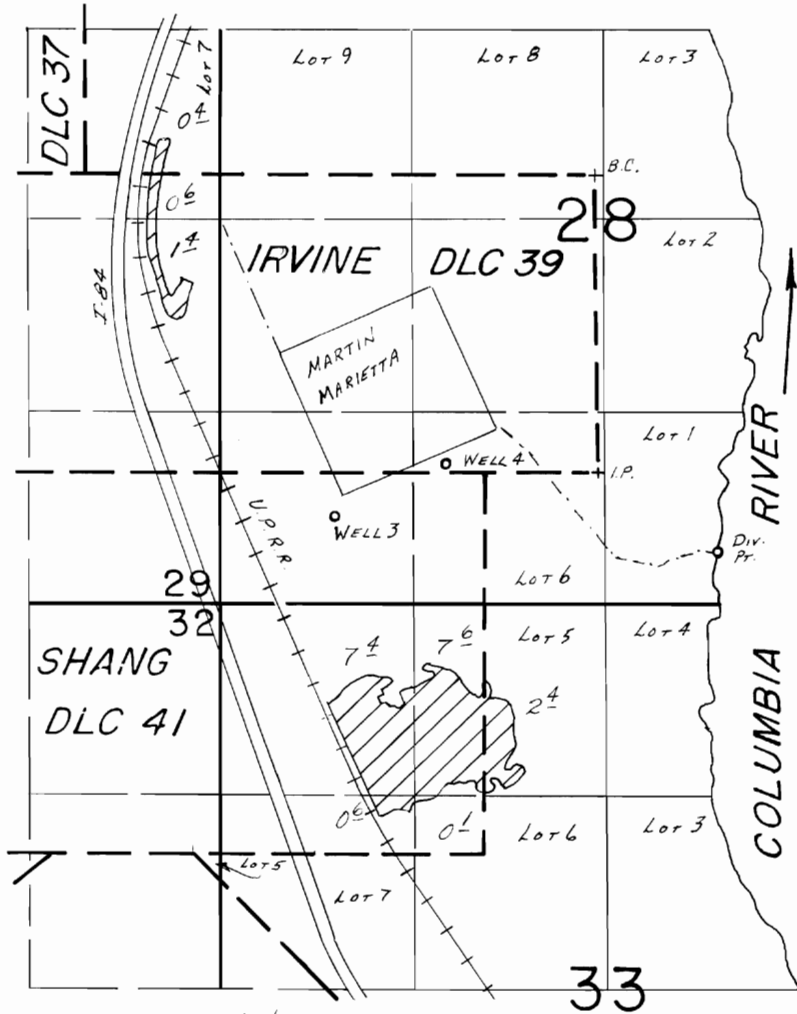 DLC 37
Lot 7
Lot 9
Lot 8
Lot 3
0 4
B.C.
0 6
28
1 4
IRVINE DLC 39
Lot 2
I-84
MARTIN
MARIETTA
Lot 1
WELL 4
I.P.
COLUMBIA RIVER
U.P.R.R.
WELL 3
DIV.
PT.
29
Lot 6
32
SHANG
DLC 41
7 4
7 6
Lot 5
Lot 4
2 4
0 6
0 1
Lot 6
Lot 3
Lot 5
Lot 7
33